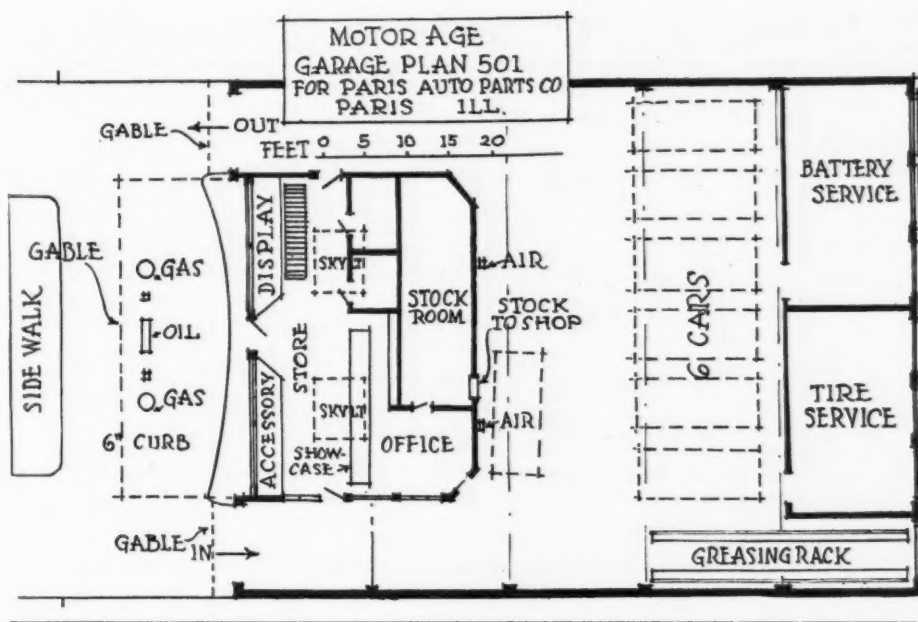 MOTOR AGE
GARAGE PLAN 501
FOR PARIS AUTO PARTS CO
PARIS ILL.
GABLE
OUT
FEET 0 5 10 15 20
BATTERY
SERVICE
GABLE
DISPLAY
SKYLT
AIR
GAS
STOCK
ROOM
STOCK
TO SHOP
6 CARS
SIDE WALK
OIL
STORE
GAS
6" CURB
ACCESSORY
SKYLT
SHOW-
CASE
OFFICE
AIR
TIRE
SERVICE
GABLE
IN
GREASING RACK